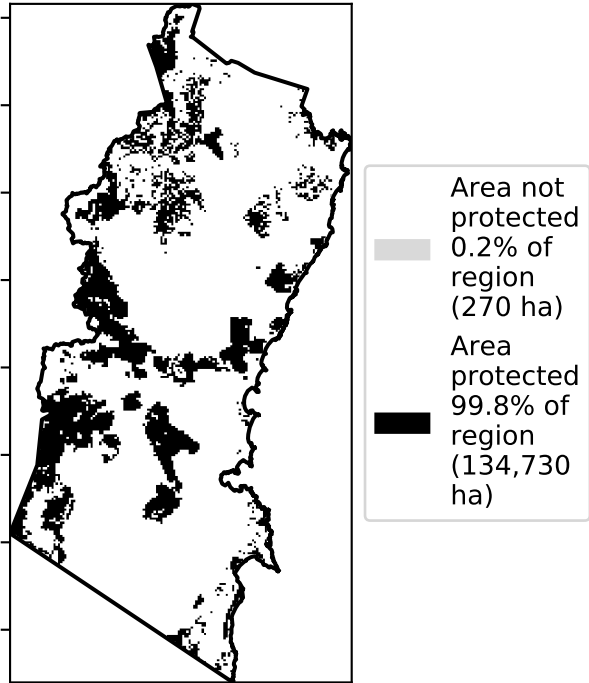 Area not
protected
0.2% of
region
(270 ha)
Area
protected
99.8% of
region
(134,730
ha)